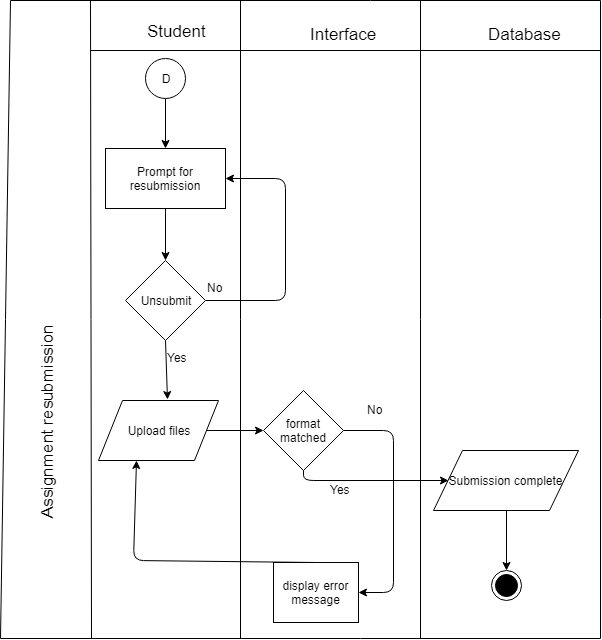 Student
Interface
Database
D
Prompt for
resubmission
No
Unsubmit
Yes
Assignment resubmission
Upload files
format
matched
No
Yes
Submission complete
display error
message